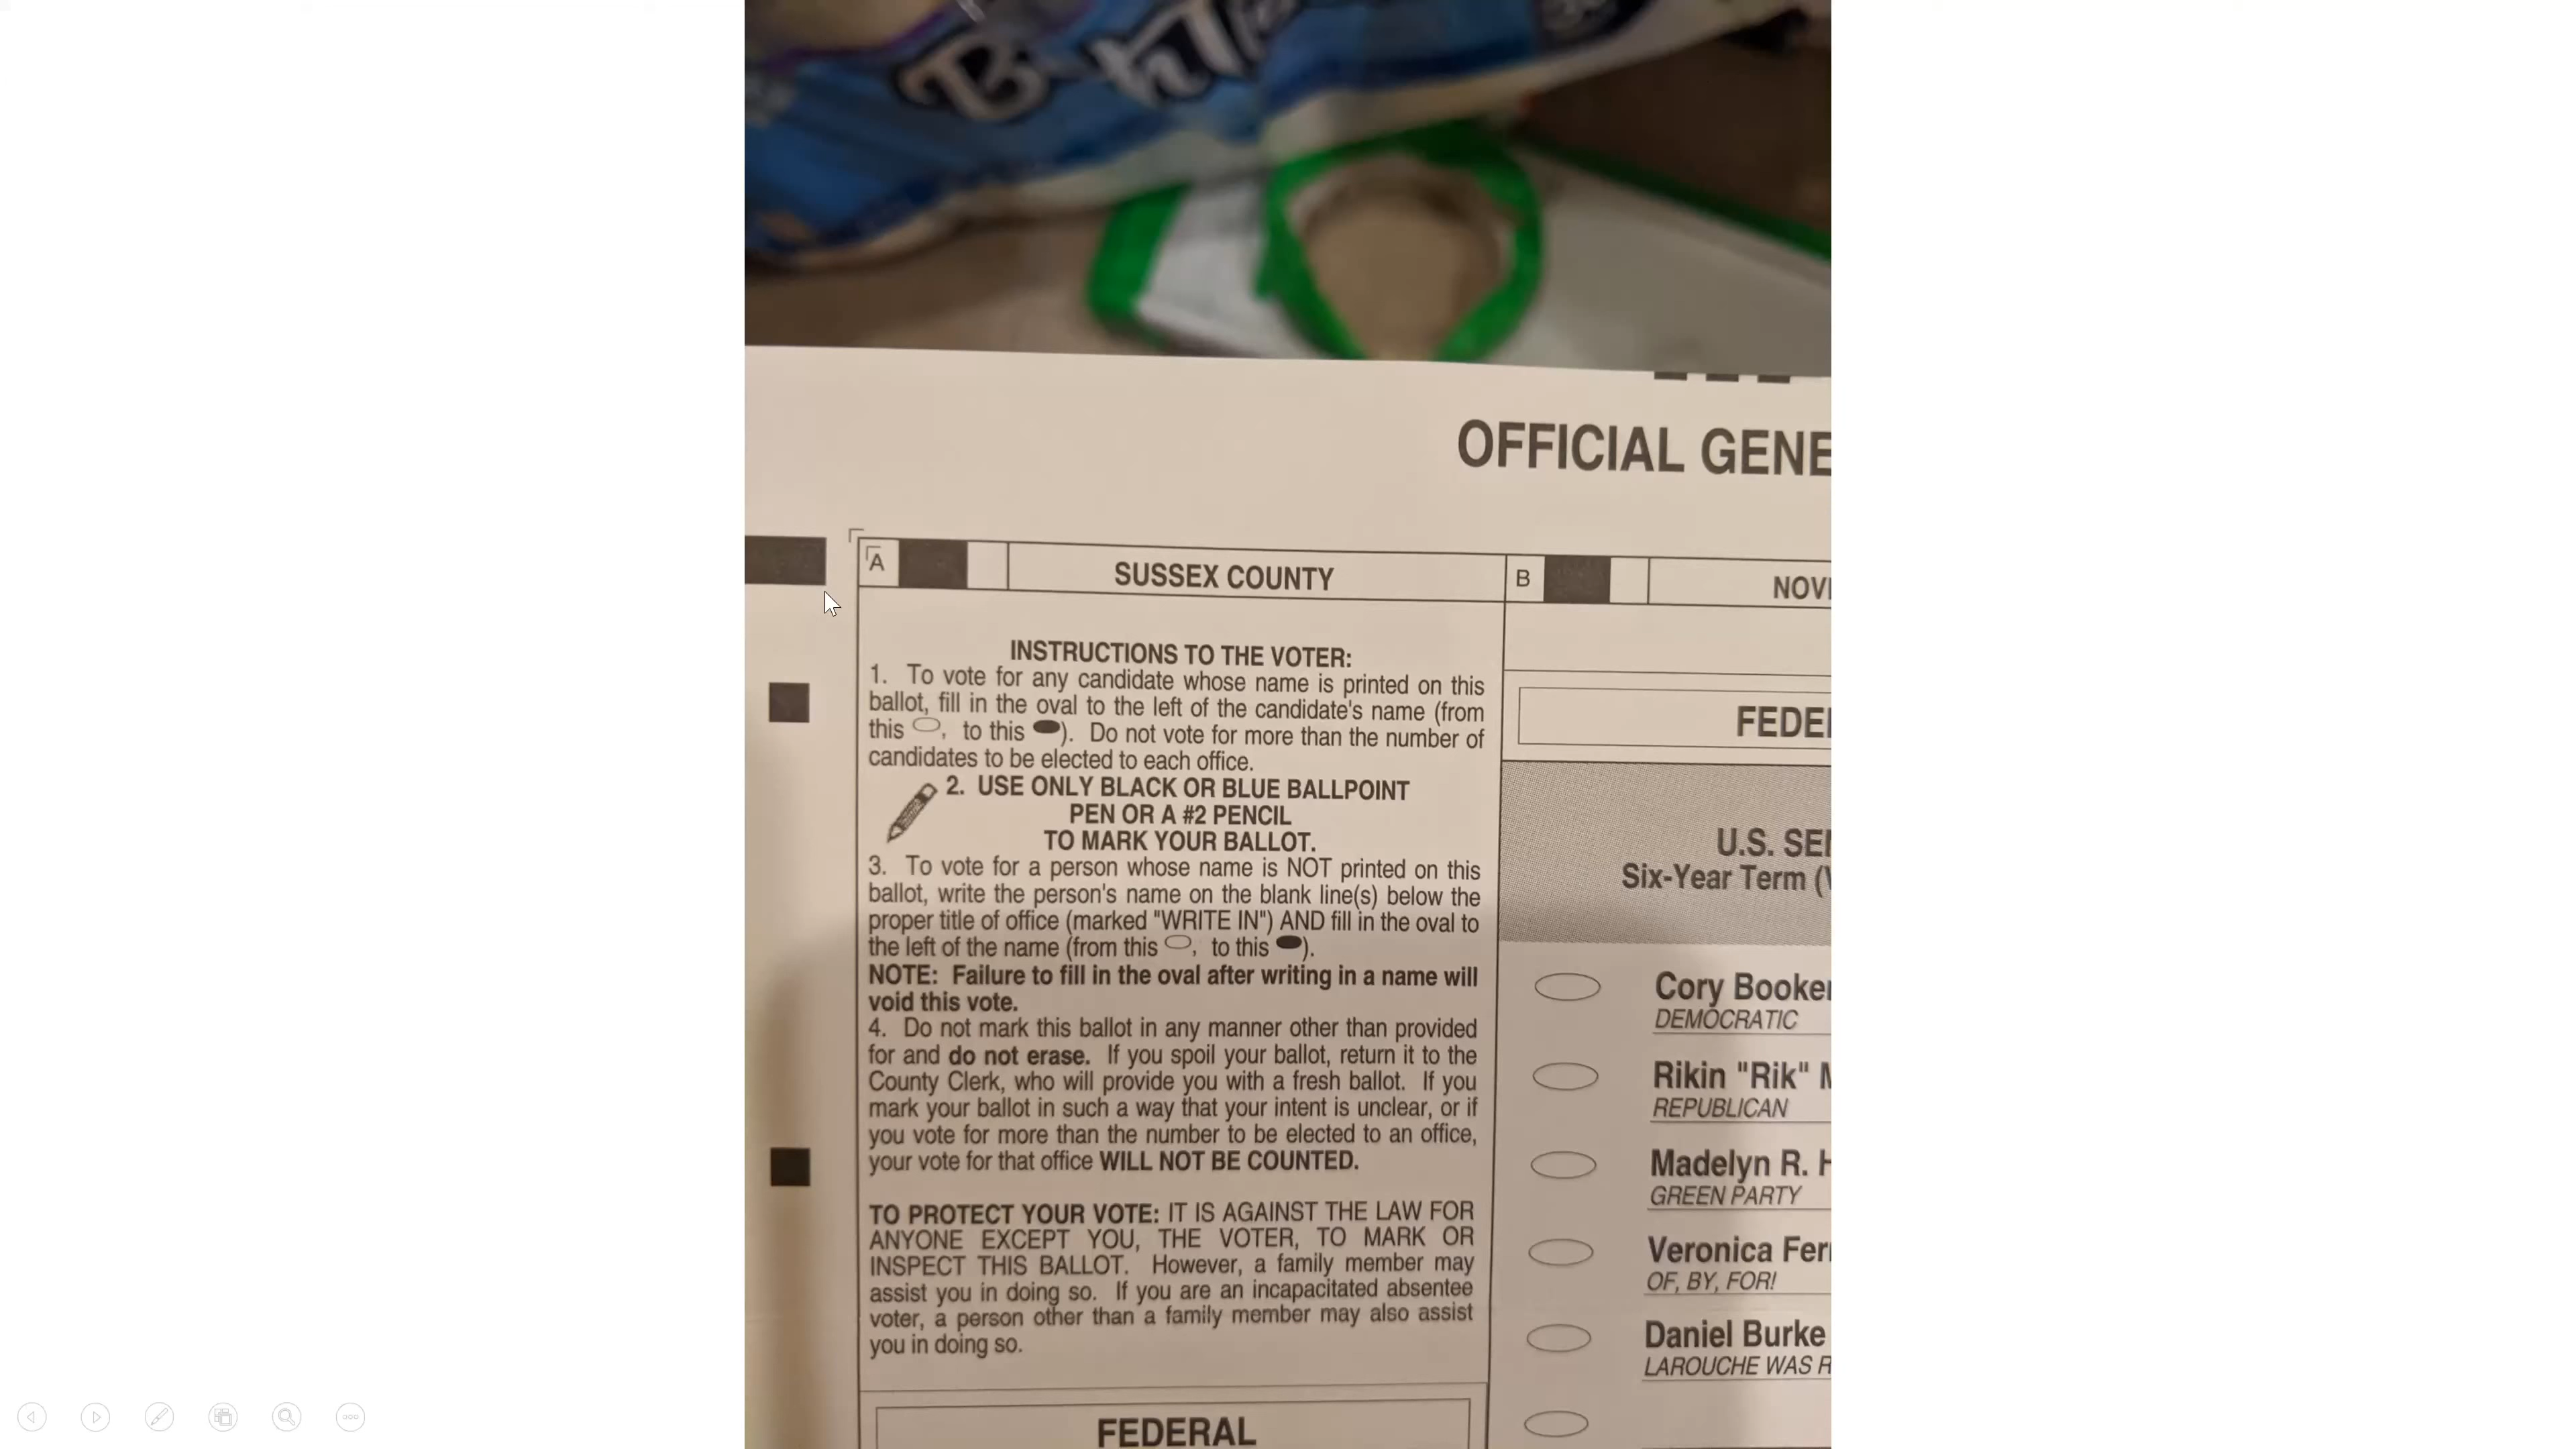 OFFICIAL GENE
A
SUSSEX COUNTY
B
NOV
INSTRUCTIONS TO THE VOTER:
1. To vote for any candidate whose name is printed on this
ballot, fill in the oval to the left of the candidate's name (from
this , to this ). Do not vote for more than the number of
candidates to be elected to each office.
2. USE ONLY BLACK OR BLUE BALLPOINT
PEN OR A #2 PENCIL
TO MARK YOUR BALLOT.
3. To vote for a person whose name is NOT printed on this
ballot, write the person's name on the blank line(s) below the
proper title of office (marked "WRITE IN") AND fill in the oval to
the left of the name (from this , to this ).
NOTE: Failure to fill in the oval after writing in a name will
void this vote.
4. Do not mark this ballot in any manner other than provided
for and do not erase. If you spoil your ballot, return it to the
County Clerk, who will provide you with a fresh ballot. If you
mark your ballot in such a way that your intent is unclear, or if
you vote for more than the number to be elected to an office,
your vote for that office WILL NOT BE COUNTED.
TO PROTECT YOUR VOTE: IT IS AGAINST THE LAW FOR
ANYONE EXCEPT YOU, THE VOTER, TO MARK OR
INSPECT THIS BALLOT. However, a family member may
assist you in doing so. If you are an incapacitated absentee
voter, a person other than a family member may also assist
you in doing so.
FEDERAL
FEDE
U.S. SE
Six-Year Term (
Cory Booker
DEMOCRATIC
Rikin "Rik" M
REPUBLICAN
Madelyn R. H
GREEN PARTY
Veronica Fer
OF, BY, FOR!
Daniel Burke
LAROUCHE WAS R